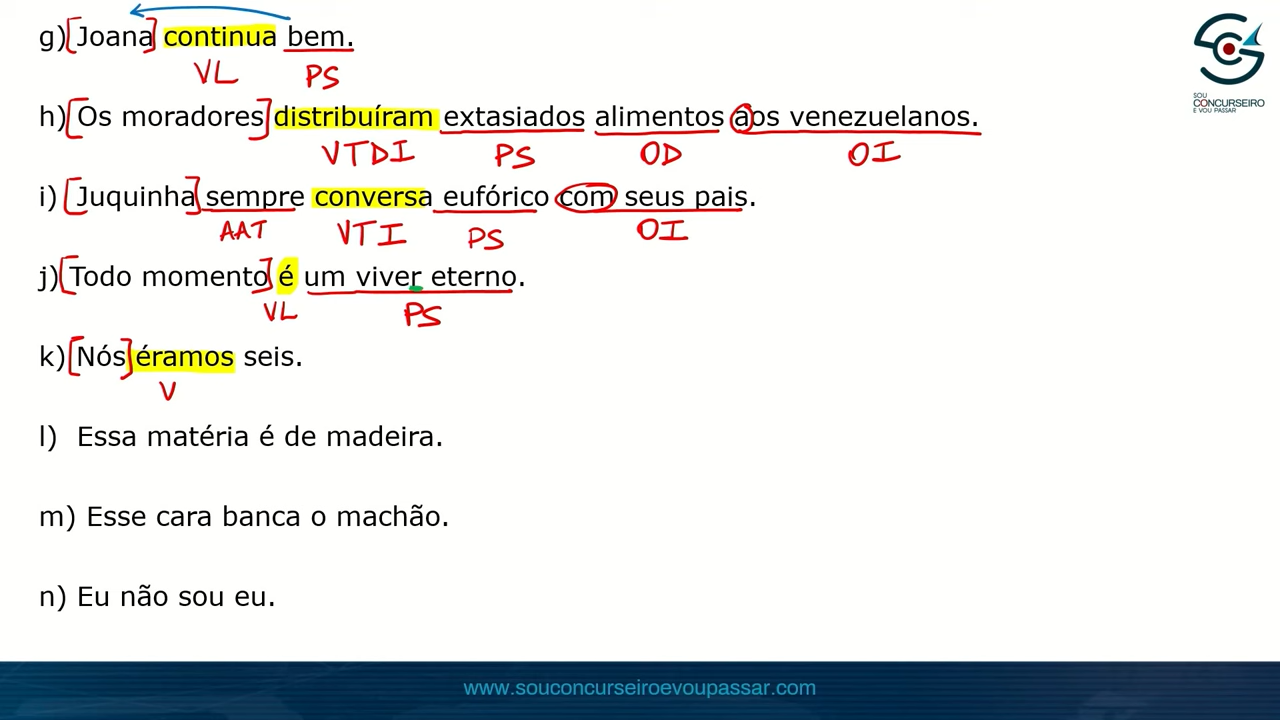 g) [Joana] continua bem.
VL PS
SOU
CONCURSEIRO
E VOU PASSAR
h) [Os moradores] distribuíram extasiados alimentos aos venezuelanos.
VTDI PS OD OI
i) [Juquinha] sempre conversa eufórico com seus pais.
AAT VTI PS OI
j) [Todo momento] é um viver eterno.
VL PS
k) [Nós] éramos seis.
V
l) Essa matéria é de madeira.
m) Esse cara banca o machão.
n) Eu não sou eu.
www.souconcurseiroevoupassar.com